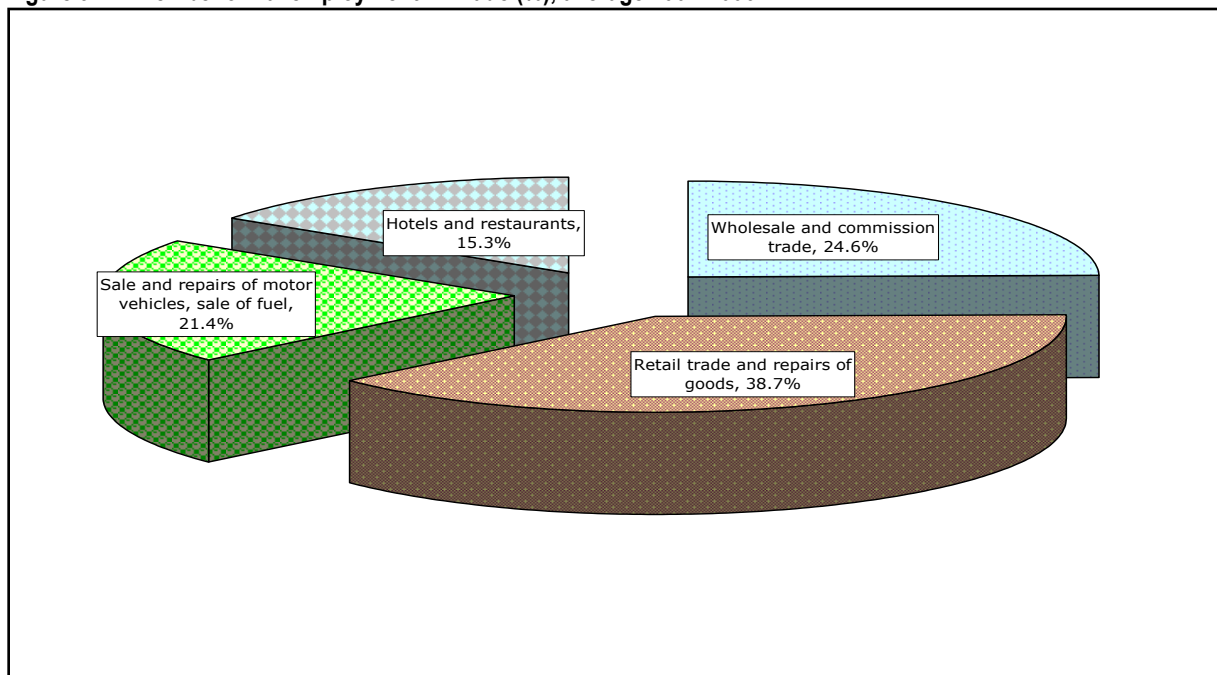 Hotels and restaurants,
15.3%
Wholesale and commission
trade, 24.6%
Sale and repairs of motor
vehicles, sale of fuel,
21.4%
Retail trade and repairs of
goods, 38.7%